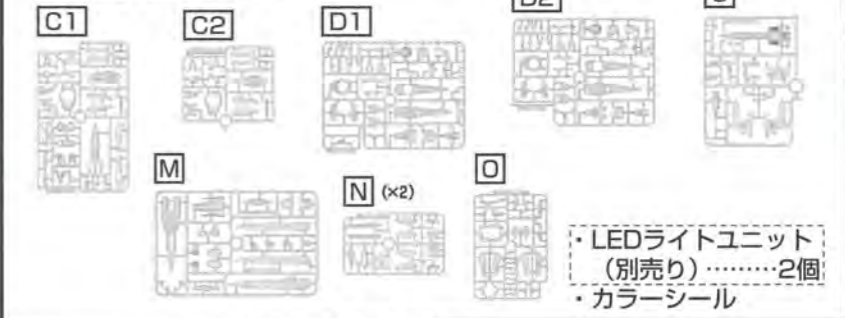 C1
C2
D1
D2
M
N (×2)
O
・LEDライトユニット
（別売り）………2個
・カラーシール